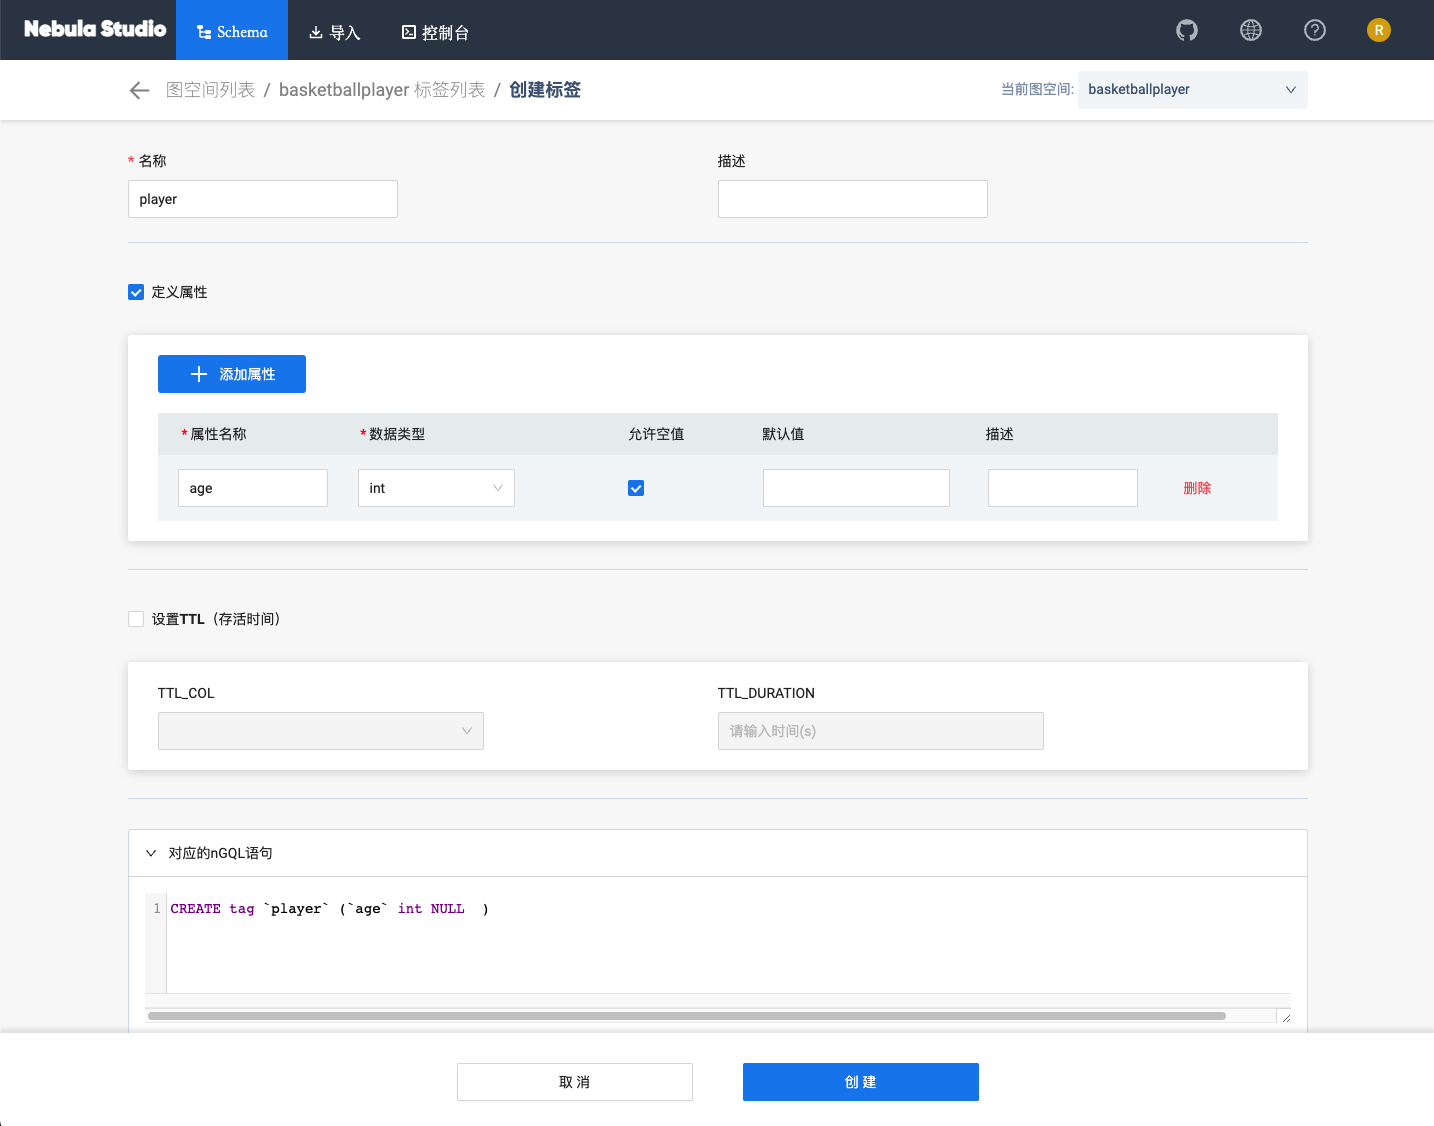 Nebula Studio Schema 导入 控制台 R
图空间列表 / basketballplayer 标签列表 / 创建标签 当前图空间: basketballplayer
* 名称 描述
player
定义属性
添加属性
* 属性名称 * 数据类型 允许空值 默认值 描述
age int 删除
设置TTL（存活时间）
TTL_COL TTL_DURATION
请输入时间(s)
对应的nGQL语句
1 CREATE tag `player` (`age` int NULL  )
取 消 创 建